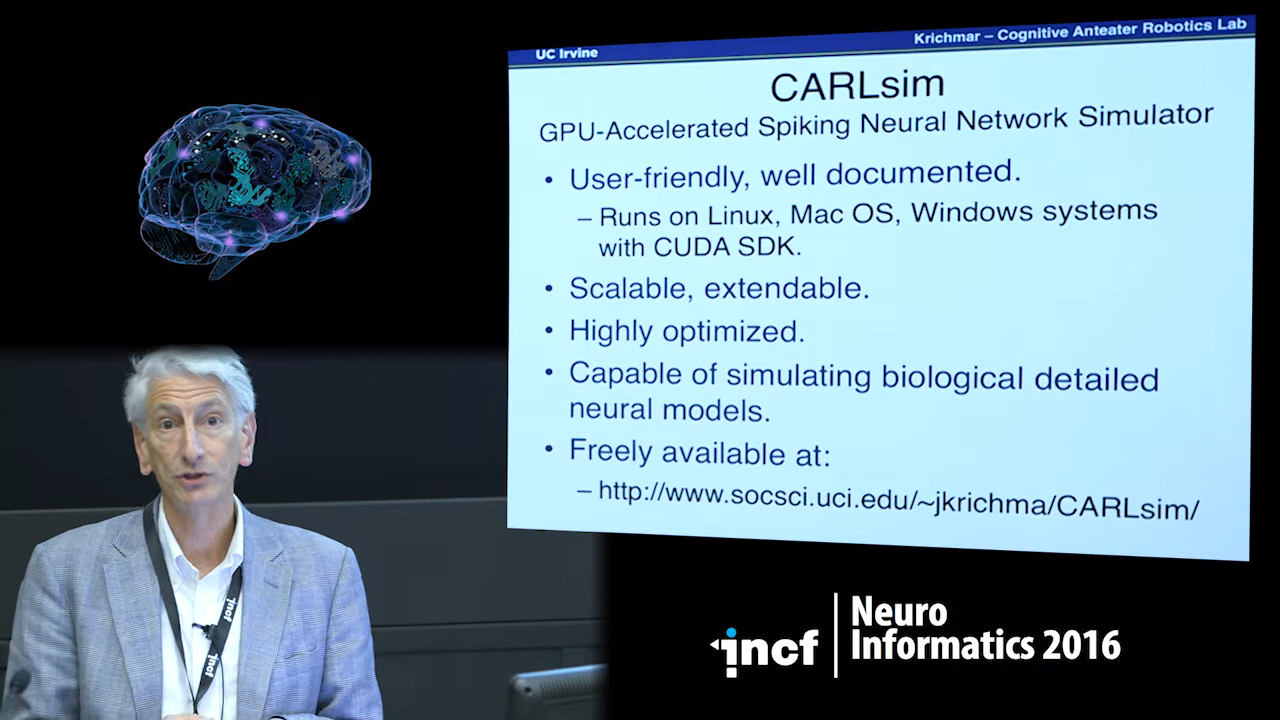 UC Irvine
Krichmar – Cognitive Anteater Robotics Lab
CARLsim
GPU-Accelerated Spiking Neural Network Simulator
• User-friendly, well documented.
– Runs on Linux, Mac OS, Windows systems
with CUDA SDK.
• Scalable, extendable.
• Highly optimized.
• Capable of simulating biological detailed
neural models.
• Freely available at:
– http://www.socsci.uci.edu/~jkrichma/CARLsim/
incf
incf
incf
Neuro
Informatics 2016